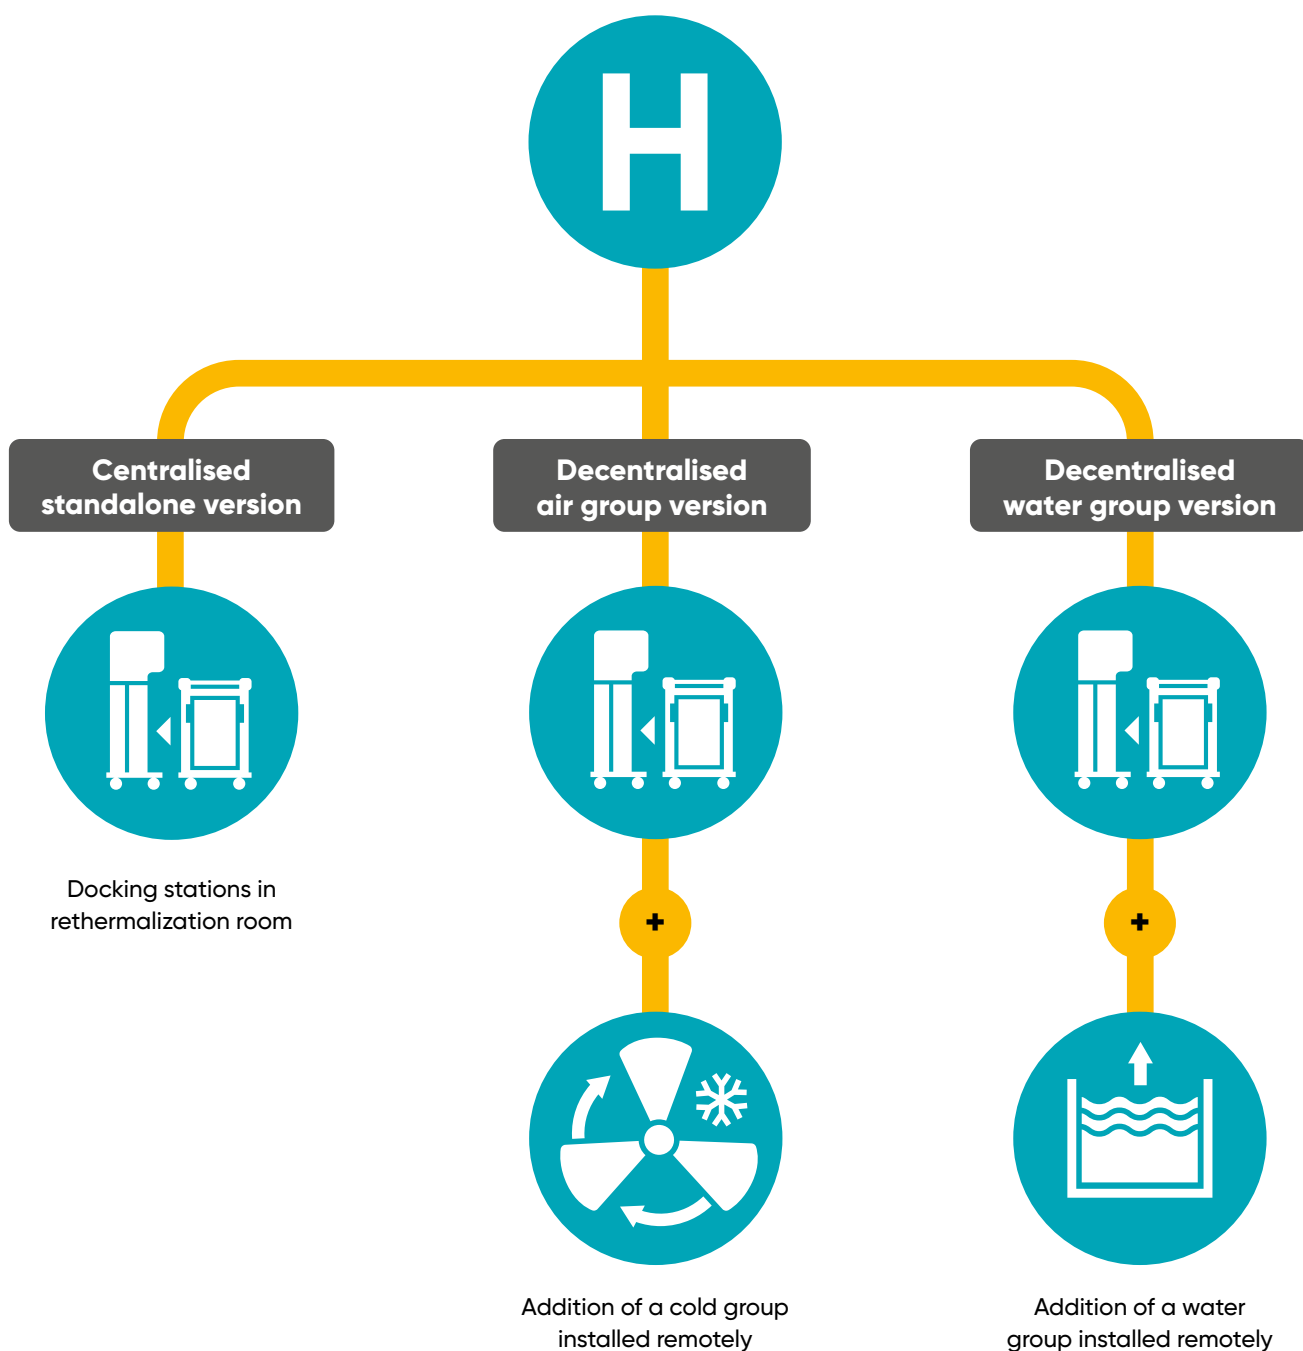 H
Centralised
standalone version
Decentralised
air group version
Decentralised
water group version
Docking stations in
rethermalization room
+
+
Addition of a cold group
installed remotely
Addition of a water
group installed remotely